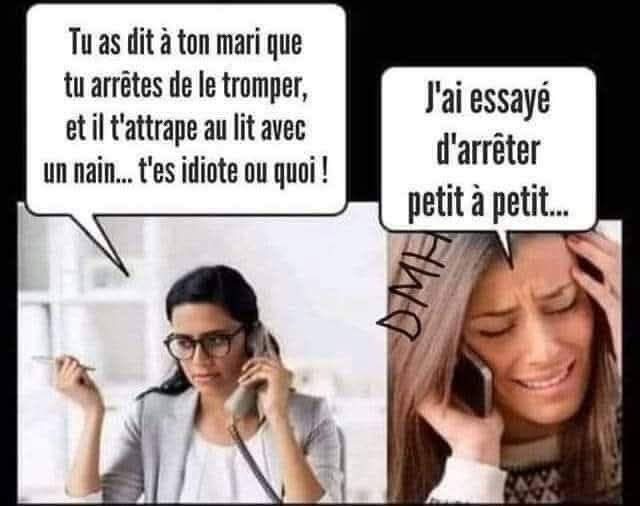 Tu as dit à ton mari que
tu arrêtes de le tromper,
et il t'attrape au lit avec
un nain... t'es idiote ou quoi !
J'ai essayé
d'arrêter
petit à petit...
DMH